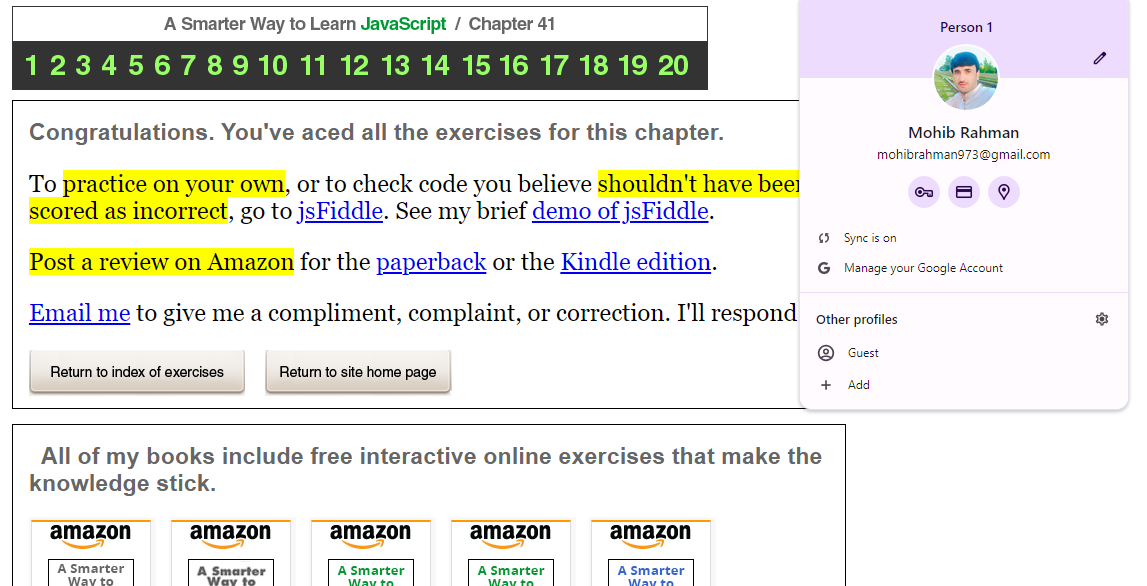 A Smarter Way to Learn JavaScript / Chapter 41
1 2 3 4 5 6 7 8 9 10 11 12 13 14 15 16 17 18 19 20
Congratulations. You've aced all the exercises for this chapter.
To practice on your own, or to check code you believe shouldn't have been
scored as incorrect, go to jsFiddle. See my brief demo of jsFiddle.
Post a review on Amazon for the paperback or the Kindle edition.
Email me to give me a compliment, complaint, or correction. I'll respond
Return to index of exercises
Return to site home page
All of my books include free interactive online exercises that make the
knowledge stick.
amazon amazon amazon amazon amazon
A Smarter A Smarter A Smarter A Smarter A Smarter
Way to Way to Way to Way to Way to
Person 1
Mohib Rahman
mohibrahman973@gmail.com
Sync is on
Manage your Google Account
Other profiles
Guest
Add